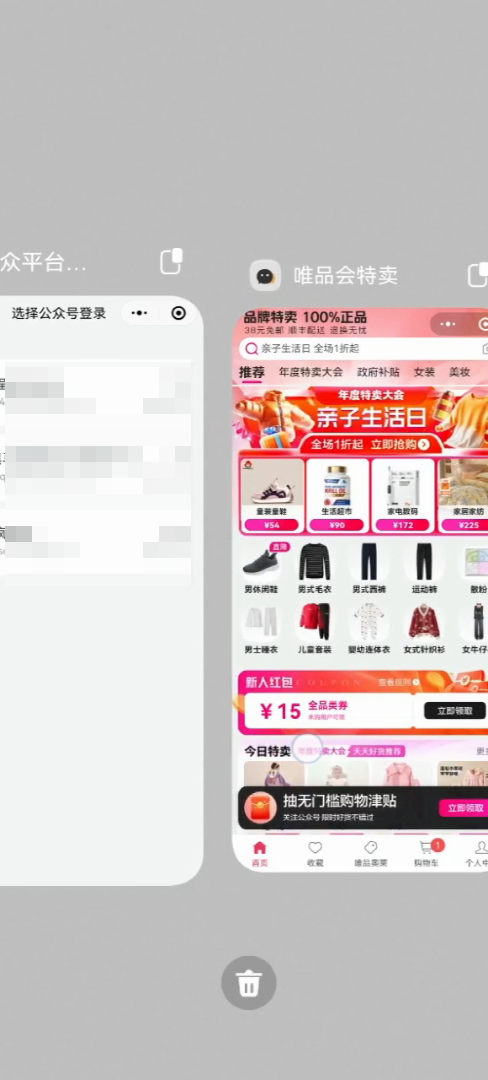 众平台...
选择公众号登录
唯品会特卖
品牌特卖 100%正品
38元免邮 顺丰配送 退换无忧
亲子生活日 全场1折起
推荐 年度特卖大会 政府补贴 女装 美妆
年度特卖大会
亲子生活日
全场1折起 立即抢购
童装童鞋 生活超市 家电数码 家居家纺
¥54 ¥90 ¥172 ¥225
直降
男休闲鞋 男式毛衣 男式西裤 运动裤 散粉
男士睡衣 儿童套装 婴幼连体衣 女式针织衫 女牛仔
新人红包 COUPON 查看规则
¥15 全品类券
立即领取
今日特卖 年度特卖大会 天天好货推荐 更多
抽无门槛购物津贴
关注公众号 限时好货不错过
立即领取
1
首页 收藏 唯品奥莱 购物车 个人中